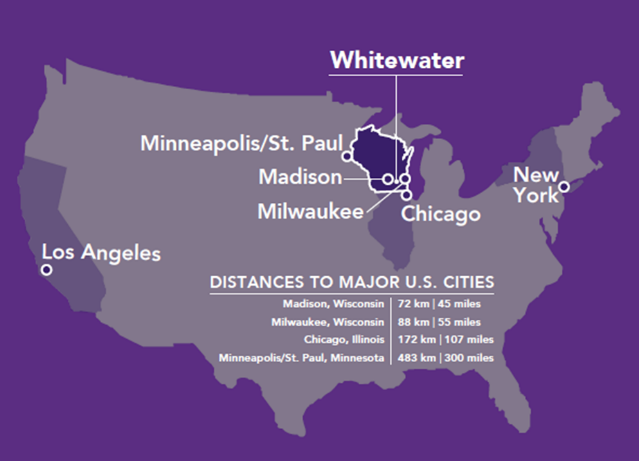 Whitewater
Minneapolis/St. Paul
Madison
Milwaukee
Chicago
New
York
Los Angeles
DISTANCES TO MAJOR U.S. CITIES
Madison, Wisconsin 72 km | 45 miles
Milwaukee, Wisconsin 88 km | 55 miles
Chicago, Illinois 172 km | 107 miles
Minneapolis/St. Paul, Minnesota 483 km | 300 miles